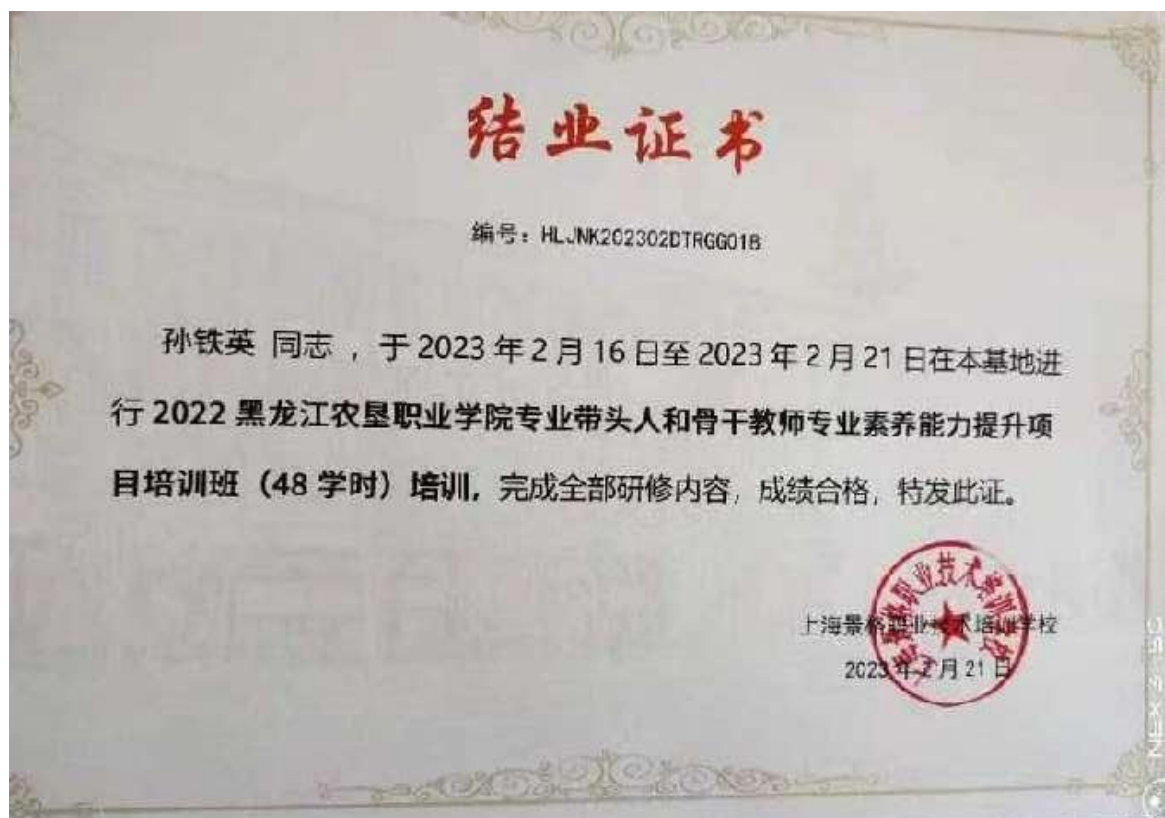 结业证书
编号：HLJNK202302DTRGG018
孙铁英 同志 ，于 2023 年 2 月 16 日至 2023 年 2 月 21 日在本基地进
行 2022 黑龙江农垦职业学院专业带头人和骨干教师专业素养能力提升项
目培训班（48 学时）培训，完成全部研修内容，成绩合格，特发此证。
上海景格职业技术培训学校
2023 年 2 月 21 日